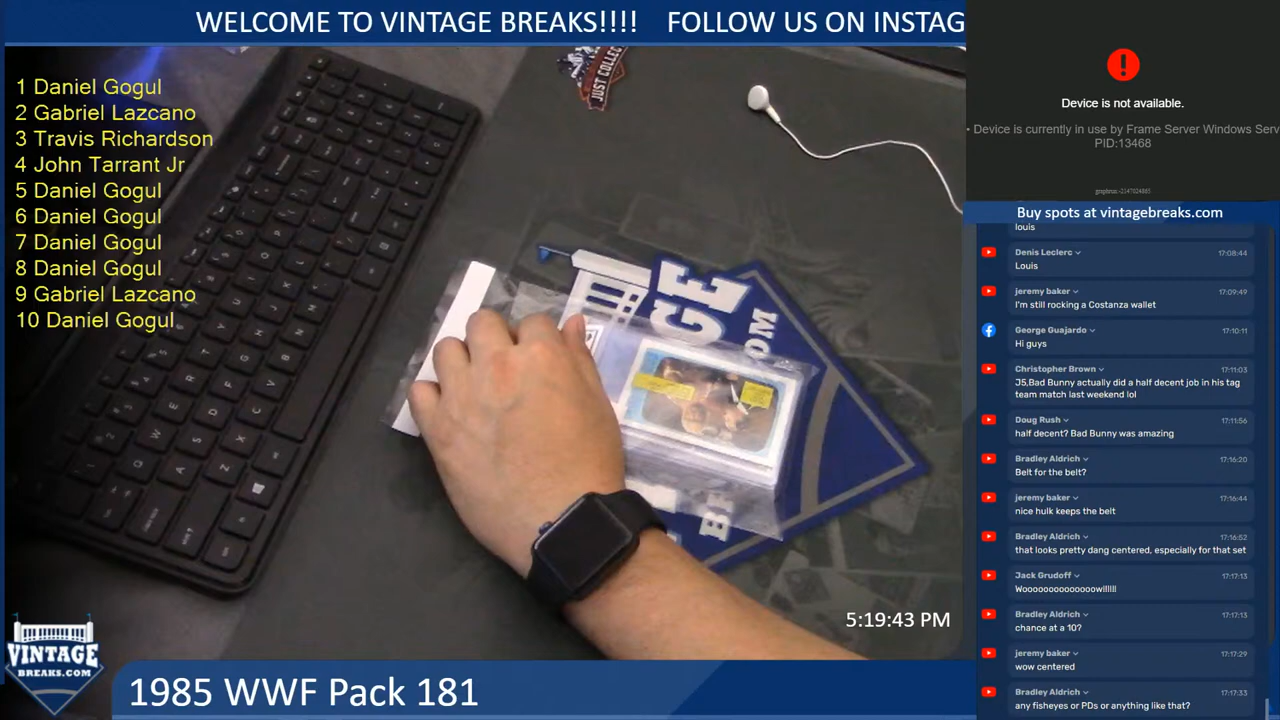 WELCOME TO VINTAGE BREAKS!!!!    FOLLOW US ON INSTAG
JUST COLLEC
1 Daniel Gogul
2 Gabriel Lazcano
3 Travis Richardson
4 John Tarrant Jr
5 Daniel Gogul
6 Daniel Gogul
7 Daniel Gogul
8 Daniel Gogul
9 Gabriel Lazcano
10 Daniel Gogul
GE
OM
BR
5:19:43 PM
VINTAGE
BREAKS.COM
1985 WWF Pack 181
Device is not available.
• Device is currently in use by Frame Server Windows Serv
PID:13468
Buy spots at vintagebreaks.com
louis
Denis Leclerc 17:08:44
Louis
jeremy baker 17:09:49
I'm still rocking a Costanza wallet
George Guajardo 17:10:11
Hi guys
Christopher Brown 17:11:03
J5,Bad Bunny actually did a half decent job in his tag
team match last weekend lol
Doug Rush 17:11:56
half decent? Bad Bunny was amazing
Bradley Aldrich 17:16:20
Belt for the belt?
jeremy baker 17:16:44
nice hulk keeps the belt
Bradley Aldrich 17:16:52
that looks pretty dang centered, especially for that set
Jack Grudoff 17:17:13
Bradley Aldrich 17:17:13
chance at a 10?
jeremy baker 17:17:29
wow centered
Bradley Aldrich 17:17:33
any fisheyes or PDs or anything like that?